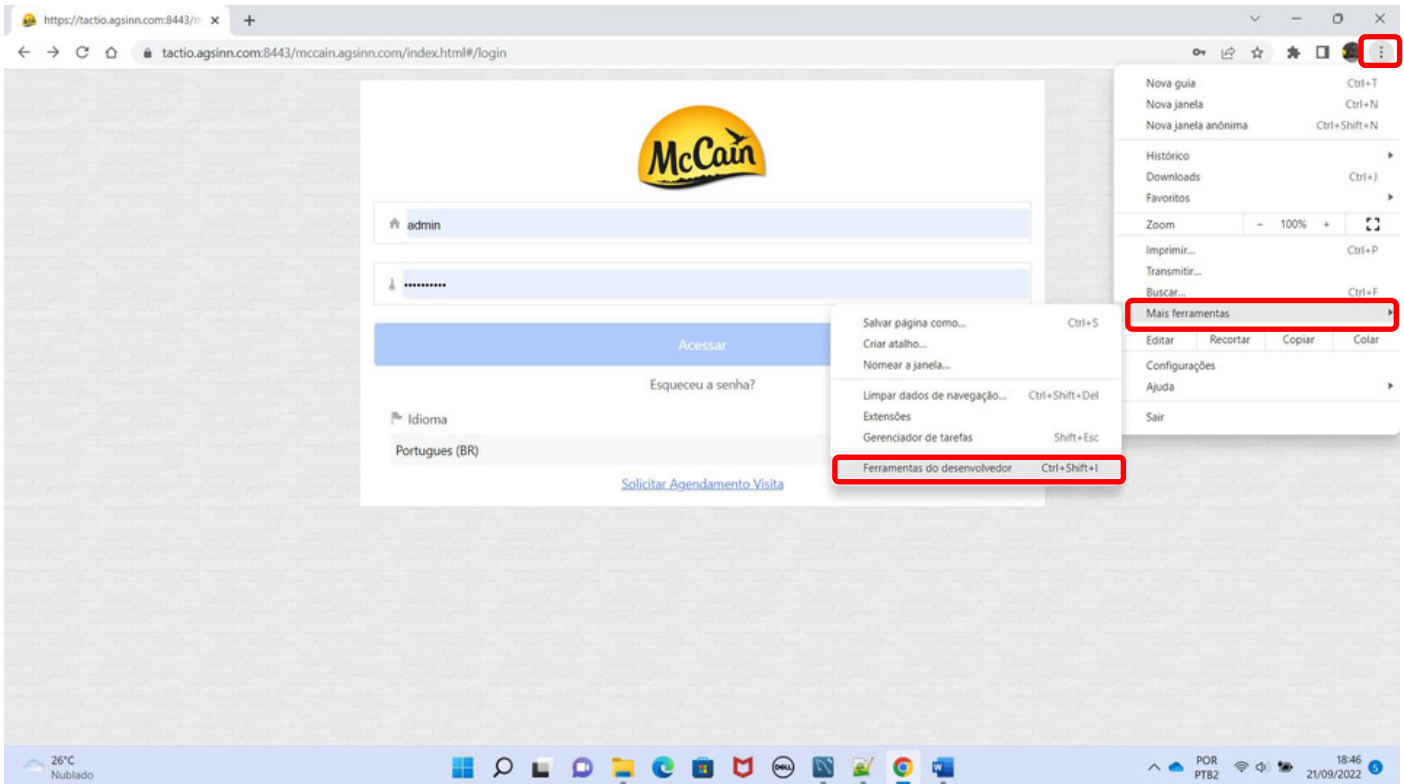 https://tactio.agsinn.com:8443/m
tactio.agsinn.com:8443/mccain.agsinn.com/index.html#/login
McCain
admin
Acessar
Esqueceu a senha?
Idioma
Portugues (BR)
Solicitar Agendamento Visita
Nova guia Ctrl+T
Nova janela Ctrl+N
Nova janela anônima Ctrl+Shift+N
Histórico
Downloads Ctrl+J
Favoritos
Zoom - 100% +
Imprimir... Ctrl+P
Transmitir...
Buscar... Ctrl+F
Mais ferramentas
Editar Recortar Copiar Colar
Configurações
Ajuda
Sair
Salvar página como... Ctrl+S
Criar atalho...
Nomear a janela...
Limpar dados de navegação... Ctrl+Shift+Del
Extensões
Gerenciador de tarefas Shift+Esc
Ferramentas do desenvolvedor Ctrl+Shift+I
26°C
Nublado
DELL
POR
PTB2
18:46
21/09/2022
5